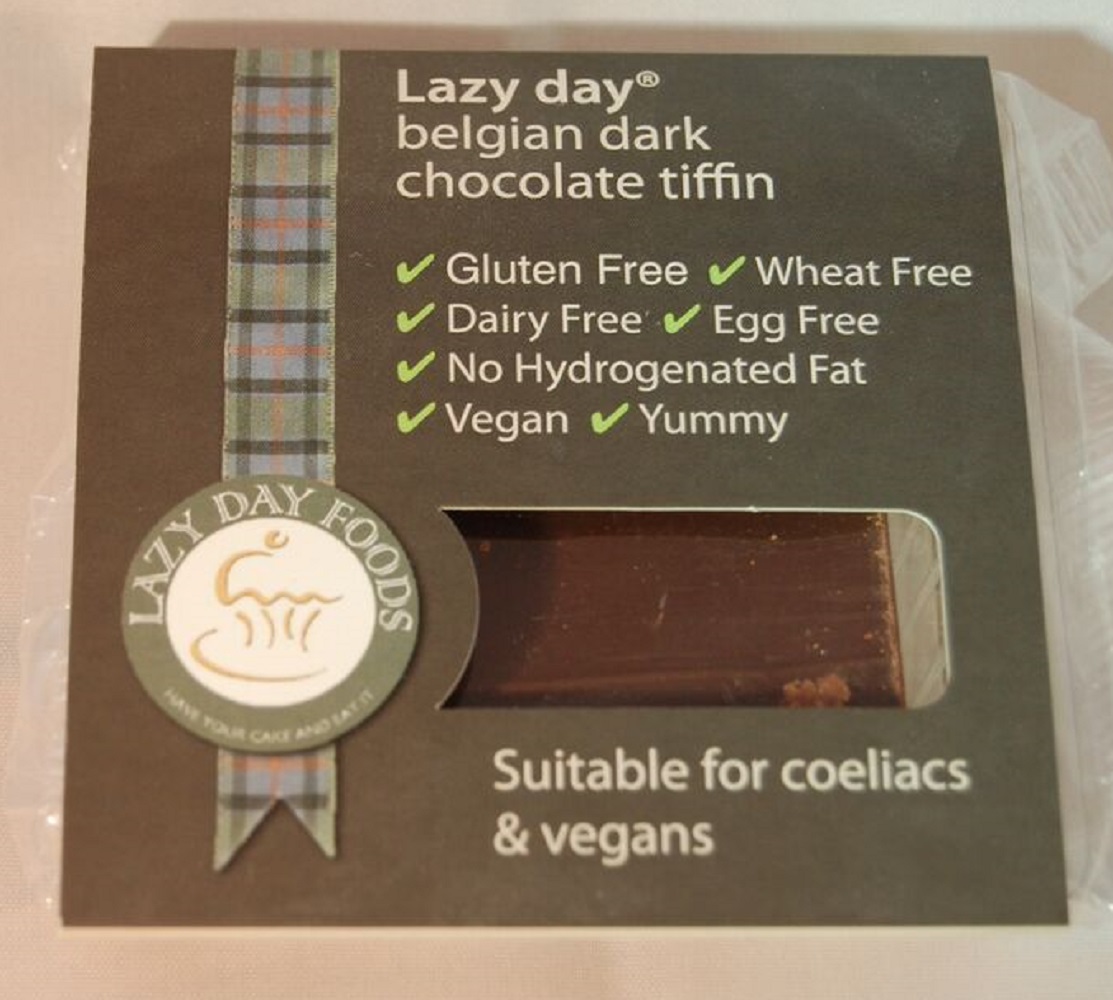 Lazy day®
belgian dark
chocolate tiffin
✔ Gluten Free ✔ Wheat Free
✔ Dairy Free ✔ Egg Free
✔ No Hydrogenated Fat
✔ Vegan ✔ Yummy
LAZY DAY FOODS
HAVE YOUR CAKE AND EAT IT
Suitable for coeliacs
& vegans